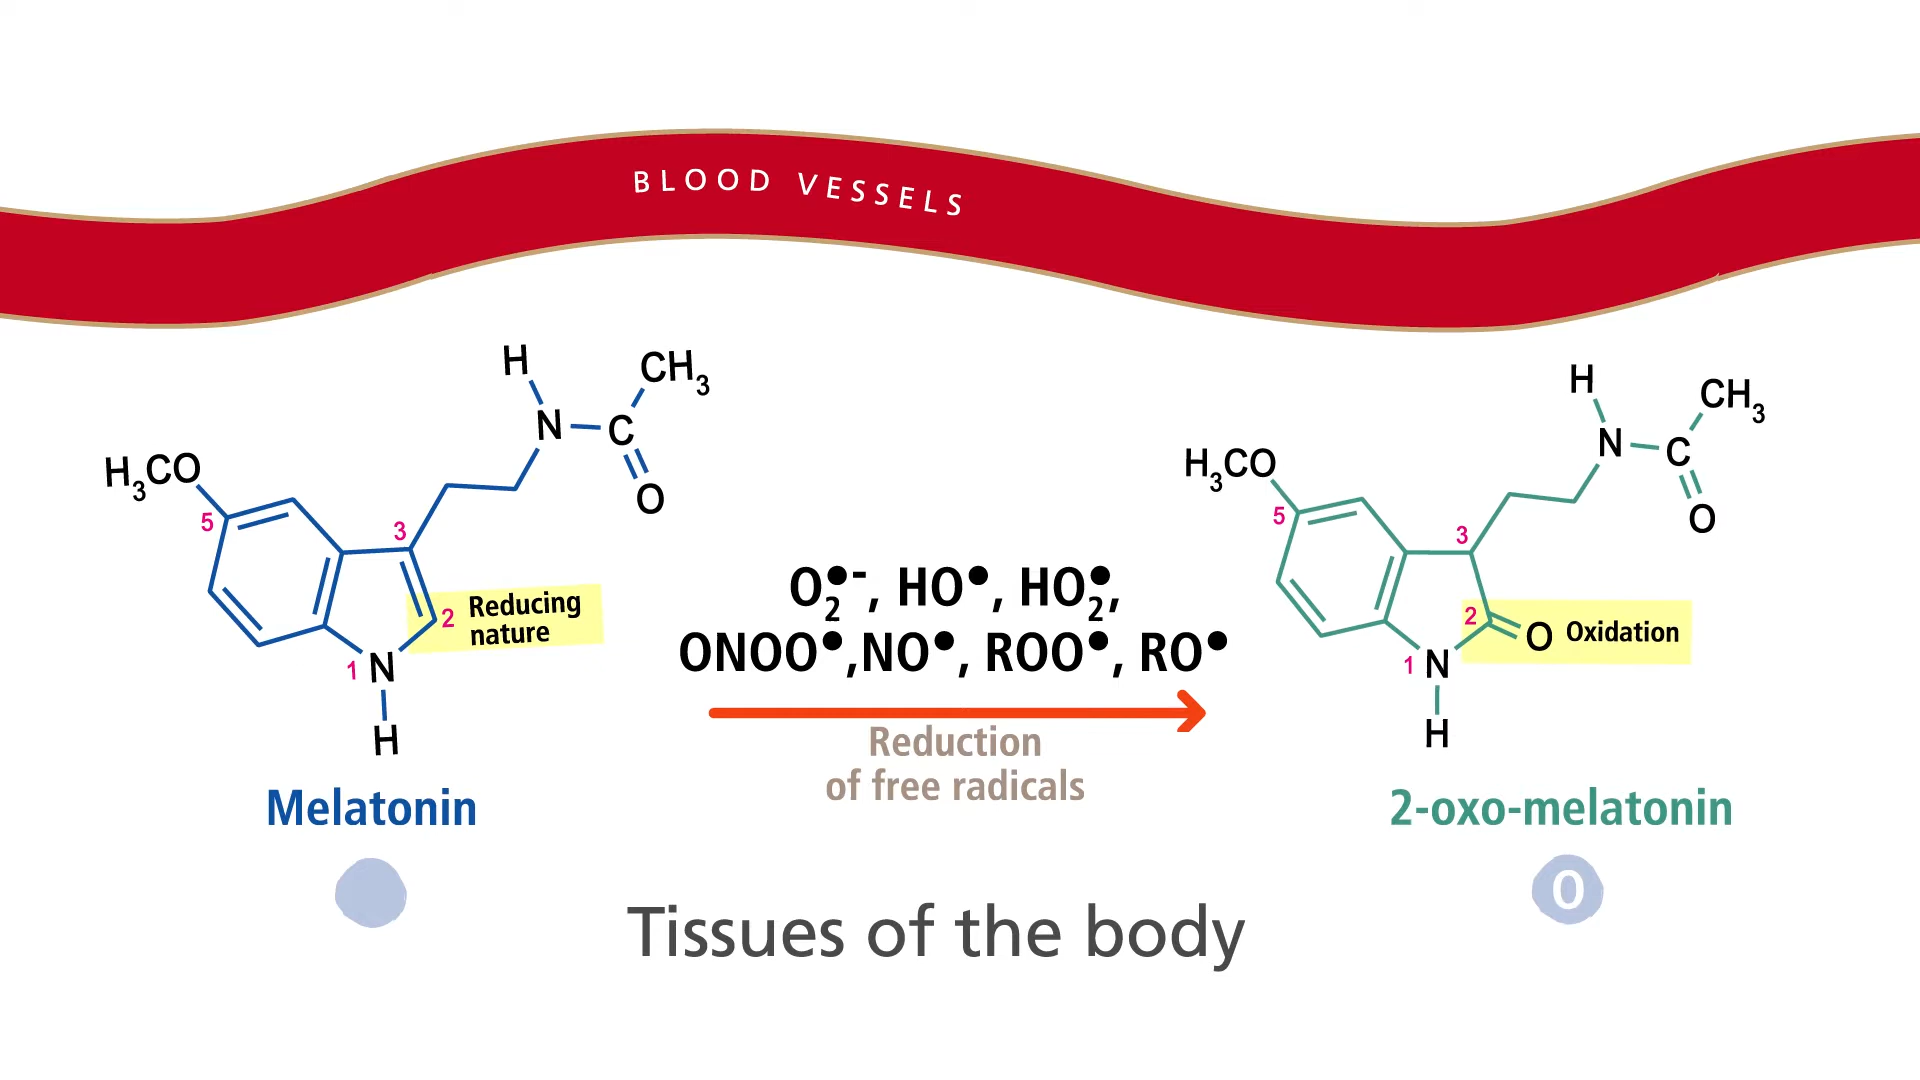 BLOOD VESSELS
H
CH₃
N
C
O
H₃CO
5
3
2
Reducing
nature
1
N
H
Melatonin
O₂•⁻, HO•, HO₂•,
ONOO•,NO•, ROO•, RO•
Reduction
of free radicals
H
CH₃
N
C
O
H₃CO
5
3
2
O
Oxidation
1
N
H
2-oxo-melatonin
O
Tissues of the body